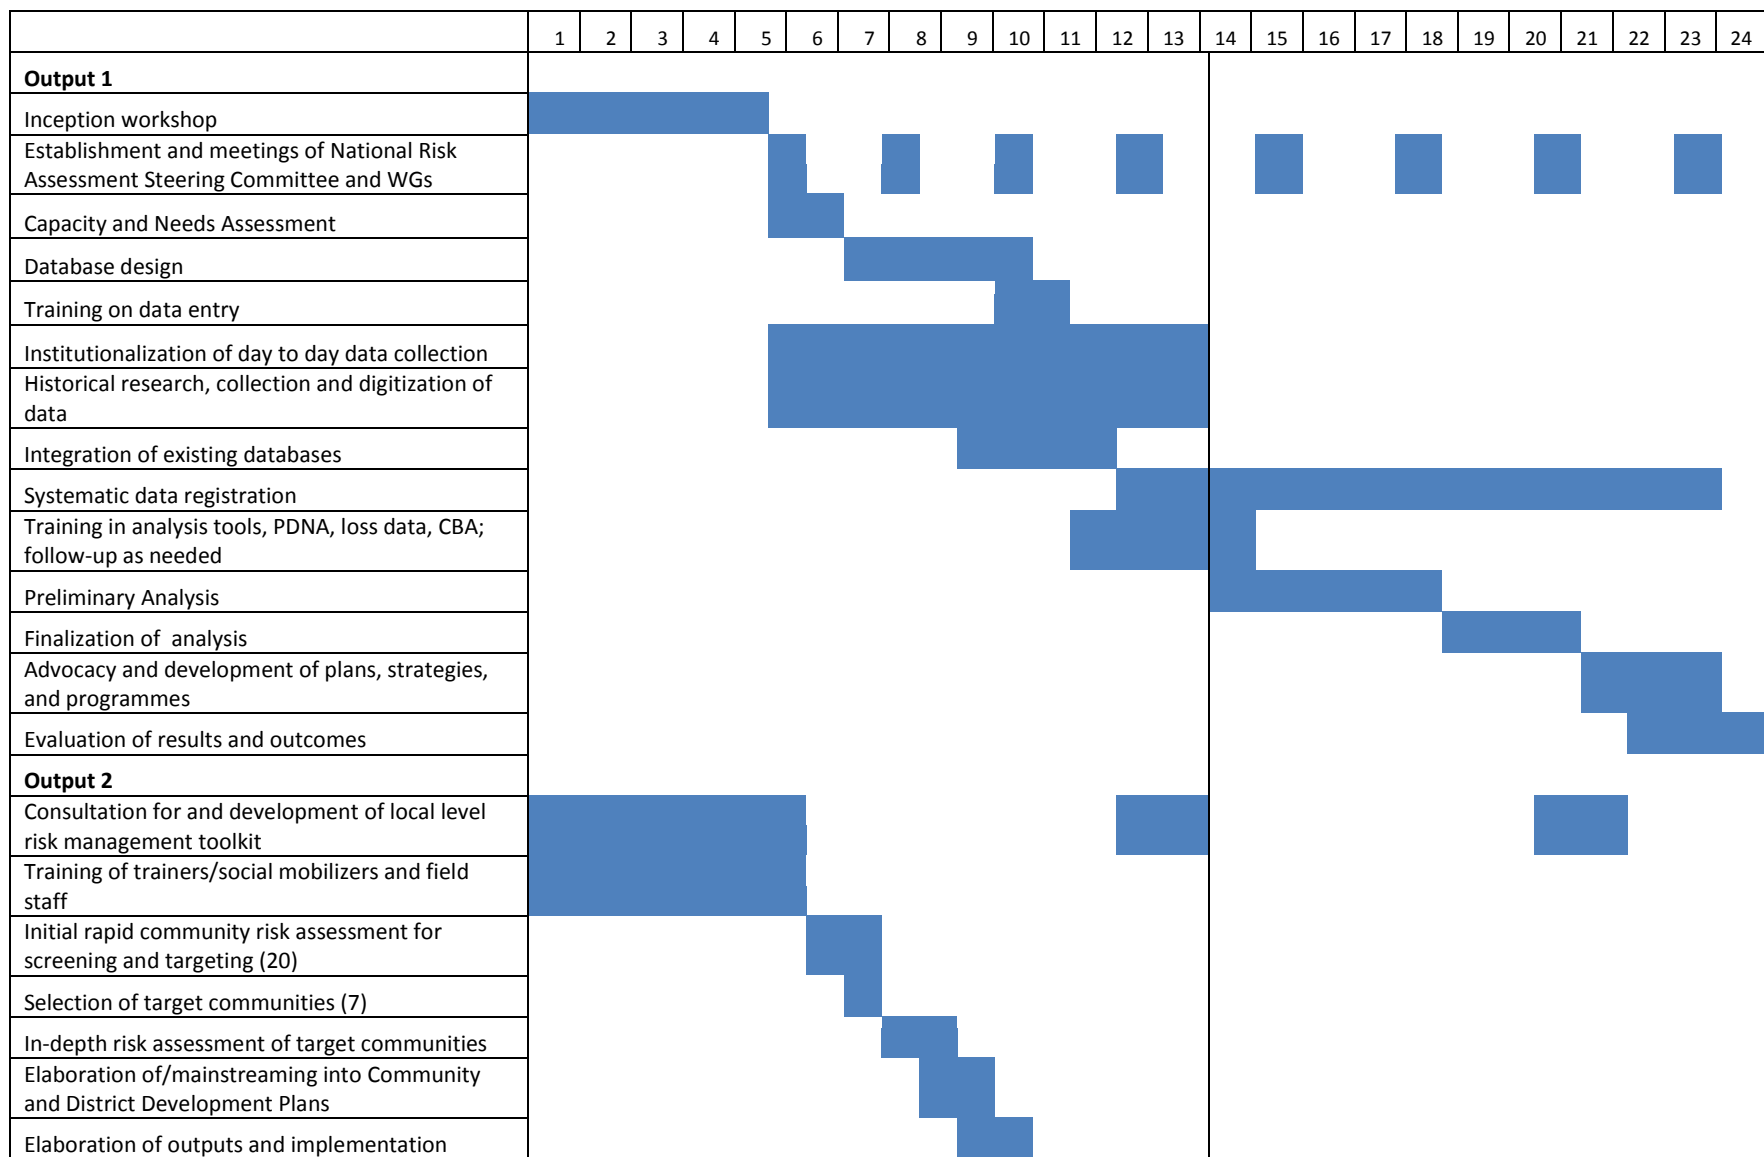 1 2 3 4 5 6 7 8 9 10 11 12 13 14 15 16 17 18 19 20 21 22 23 24
Output 1
Inception workshop
Establishment and meetings of National Risk
Assessment Steering Committee and WGs
Capacity and Needs Assessment
Database design
Training on data entry
Institutionalization of day to day data collection
Historical research, collection and digitization of
data
Integration of existing databases
Systematic data registration
Training in analysis tools, PDNA, loss data, CBA;
follow-up as needed
Preliminary Analysis
Finalization of analysis
Advocacy and development of plans, strategies,
and programmes
Evaluation of results and outcomes
Output 2
Consultation for and development of local level
risk management toolkit
Training of trainers/social mobilizers and field
staff
Initial rapid community risk assessment for
screening and targeting (20)
Selection of target communities (7)
In-depth risk assessment of target communities
Elaboration of/mainstreaming into Community
and District Development Plans
Elaboration of outputs and implementation